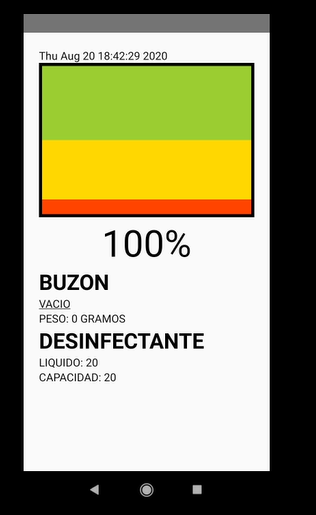 Thu Aug 20 18:42:29 2020
100%
BUZON
VACIO
PESO: 0 GRAMOS
DESINFECTANTE
LIQUIDO: 20
CAPACIDAD: 20